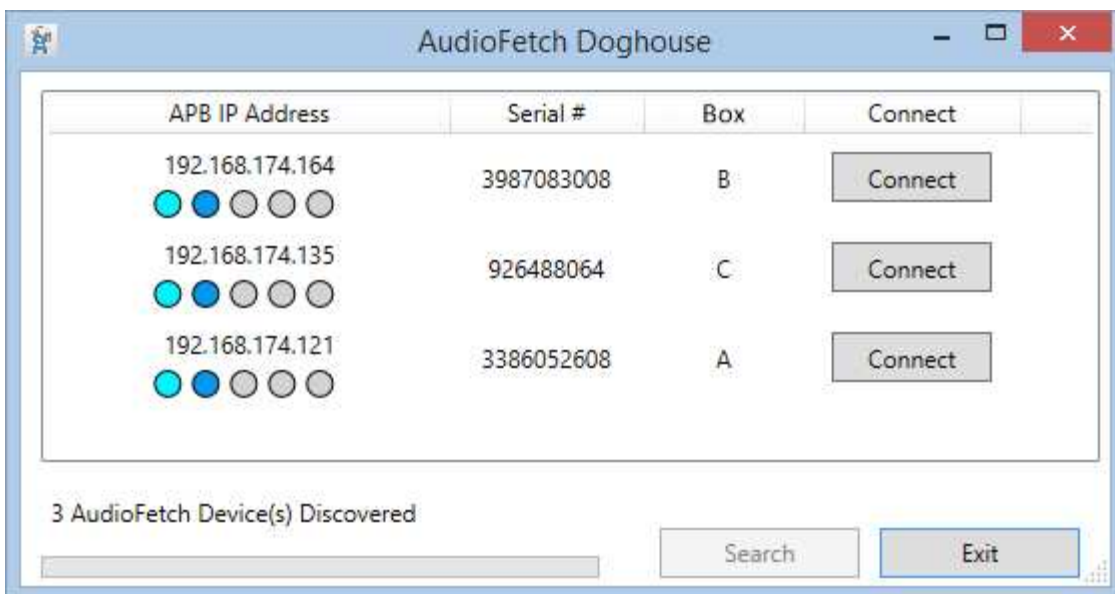 AudioFetch Doghouse
APB IP Address Serial # Box Connect
192.168.174.164
3987083008 B Connect
192.168.174.135
926488064 C Connect
192.168.174.121
3386052608 A Connect
3 AudioFetch Device(s) Discovered
Search Exit